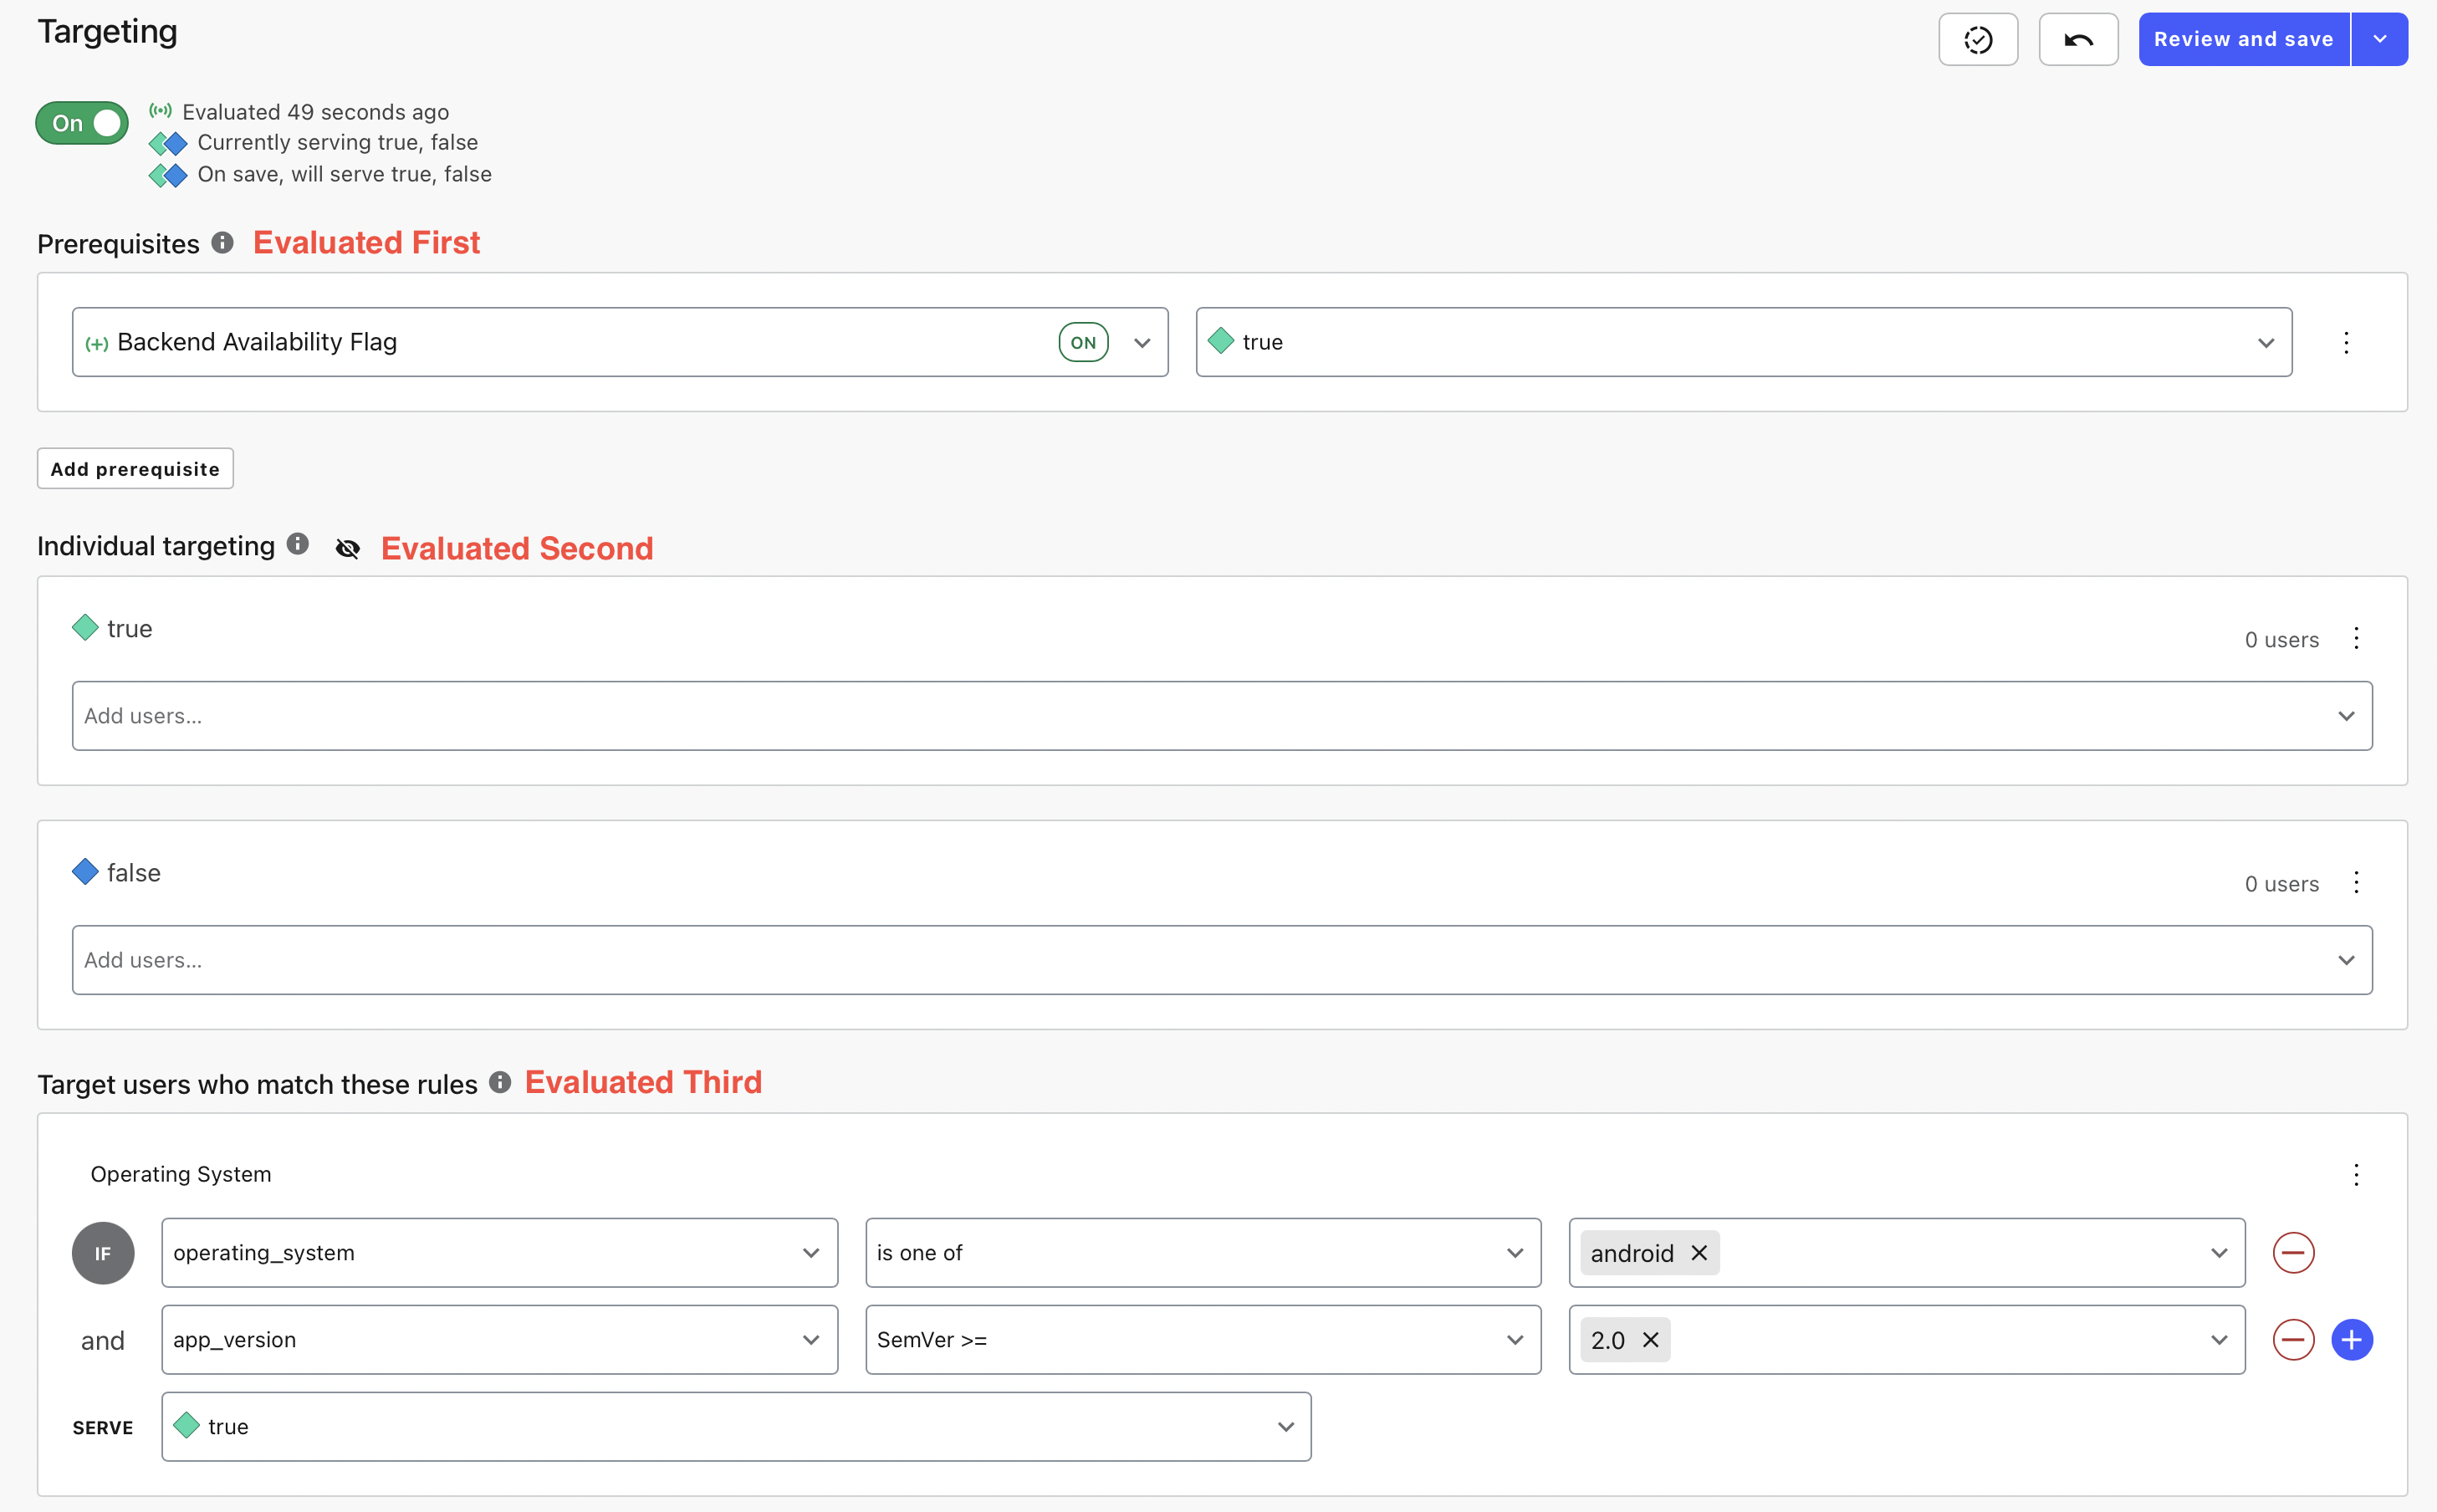 Targeting
Review and save
On
Evaluated 49 seconds ago
Currently serving true, false
On save, will serve true, false
Prerequisites Evaluated First
Backend Availability Flag ON true
Add prerequisite
Individual targeting Evaluated Second
true
0 users
Add users...
false
0 users
Add users...
Target users who match these rules Evaluated Third
Operating System
IF operating_system is one of android
and app_version SemVer >= 2.0
SERVE true